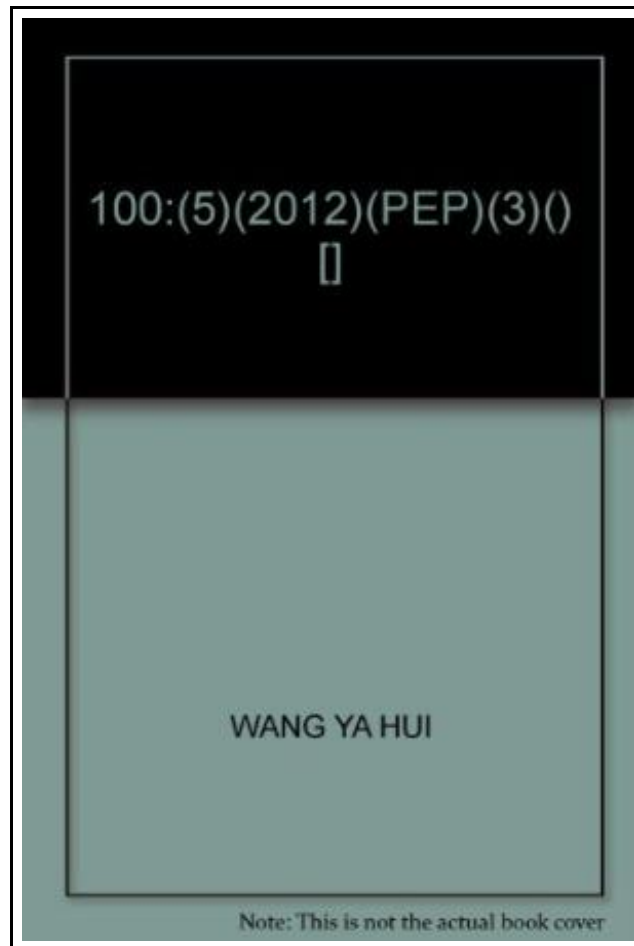 100:(5)(2012)(PEP)(3)()
[]
WANG YA HUI
Note: This is not the actual book cover